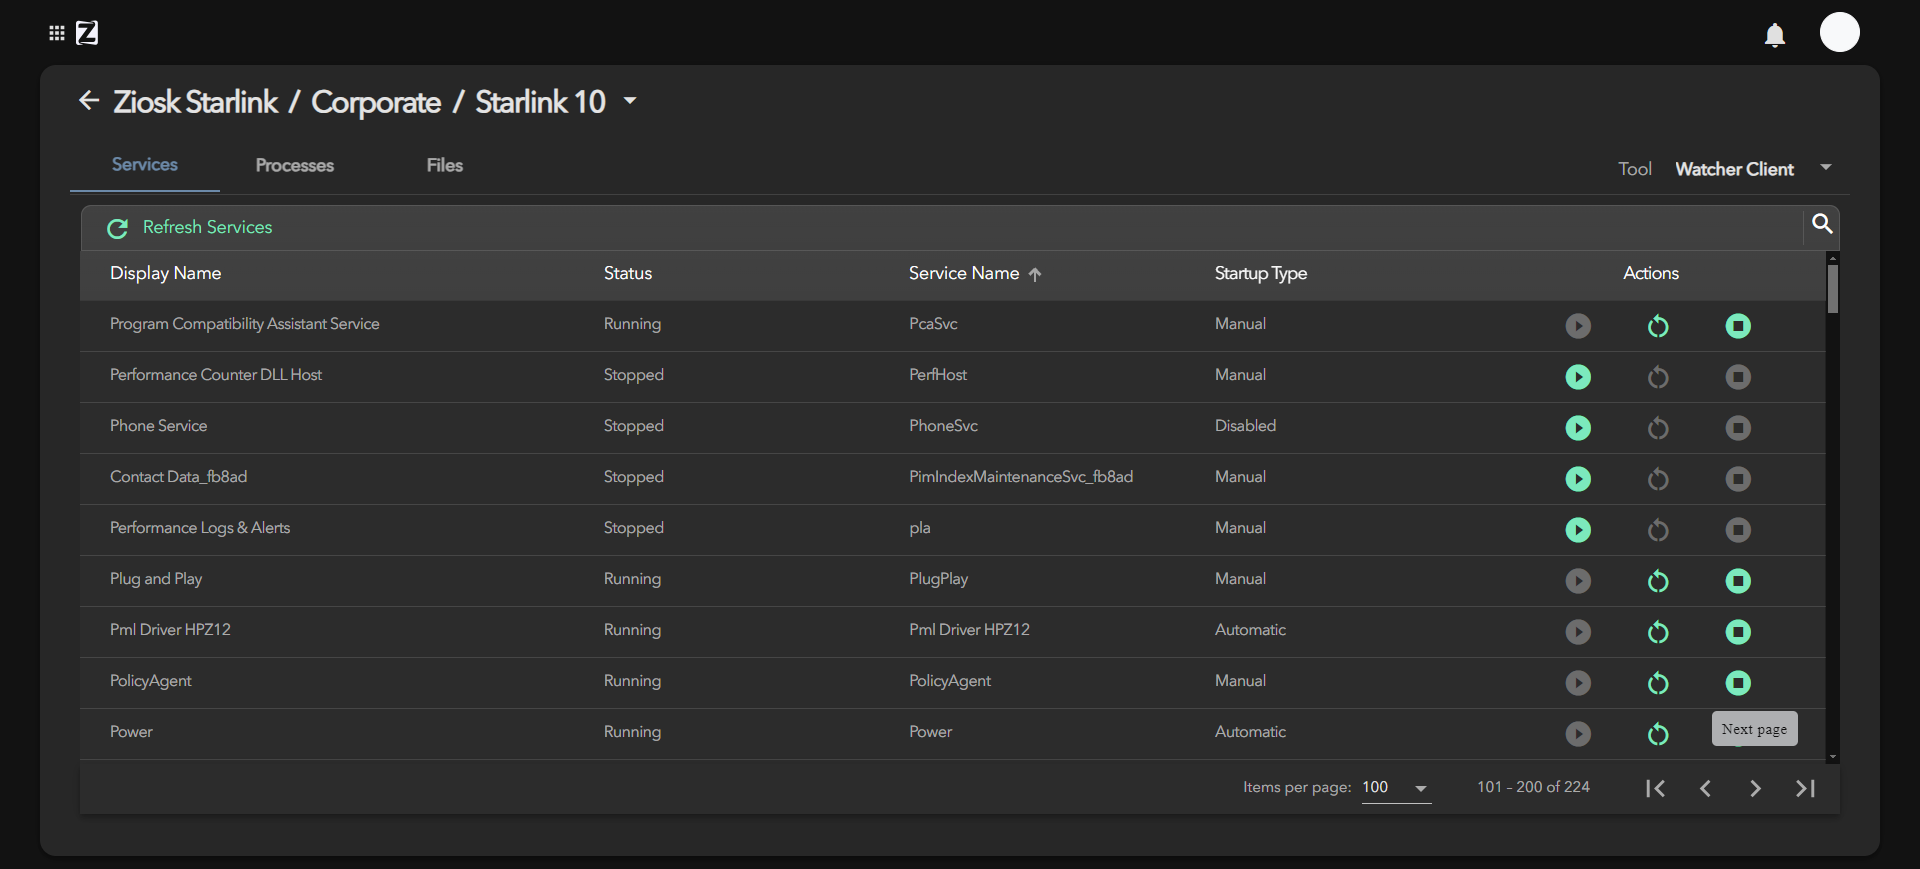 Z
Ziosk Starlink / Corporate / Starlink 10
Services Processes Files Tool Watcher Client
Refresh Services
Display Name Status Service Name Startup Type Actions
Program Compatibility Assistant Service Running PcaSvc Manual
Performance Counter DLL Host Stopped PerfHost Manual
Phone Service Stopped PhoneSvc Disabled
Contact Data_fb8ad Stopped PimIndexMaintenanceSvc_fb8ad Manual
Performance Logs & Alerts Stopped pla Manual
Plug and Play Running PlugPlay Manual
Pml Driver HPZ12 Running Pml Driver HPZ12 Automatic
PolicyAgent Running PolicyAgent Manual
Power Running Power Automatic
Next page
Items per page: 100 101 - 200 of 224